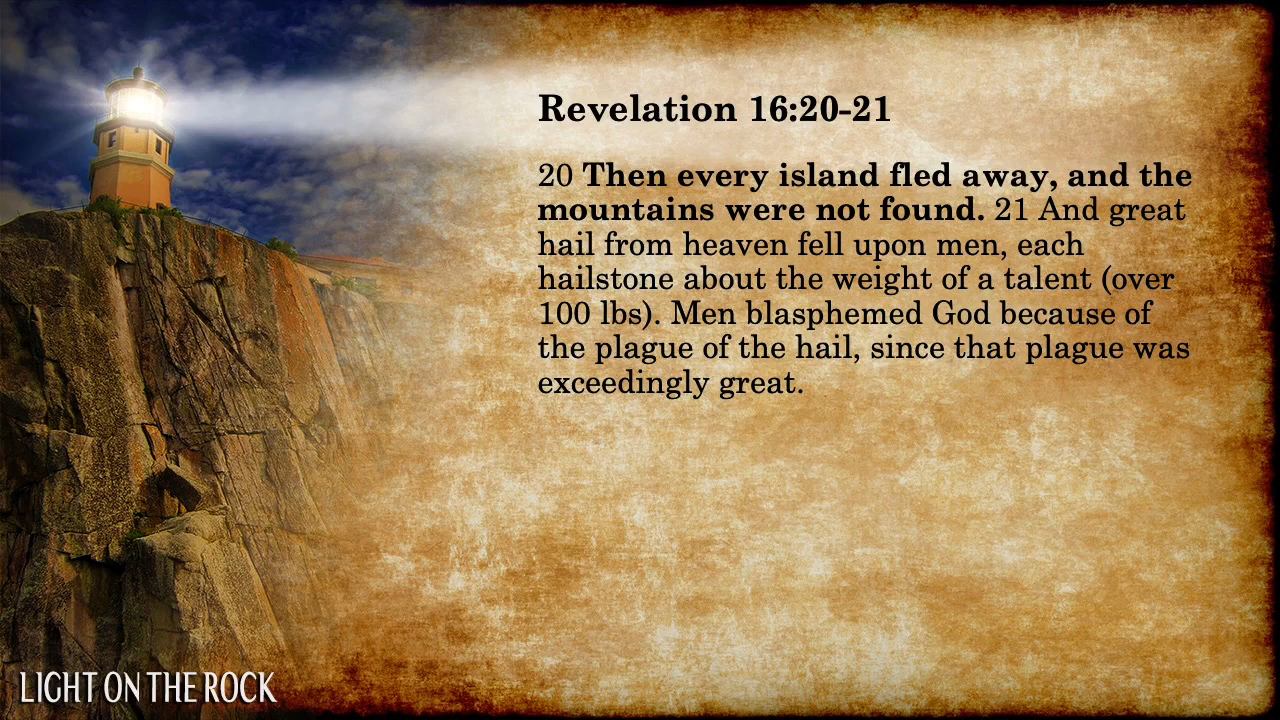 Revelation 16:20-21
20 Then every island fled away, and the
mountains were not found. 21 And great
hail from heaven fell upon men, each
hailstone about the weight of a talent (over
100 lbs). Men blasphemed God because of
the plague of the hail, since that plague was
exceedingly great.
LIGHT ON THE ROCK